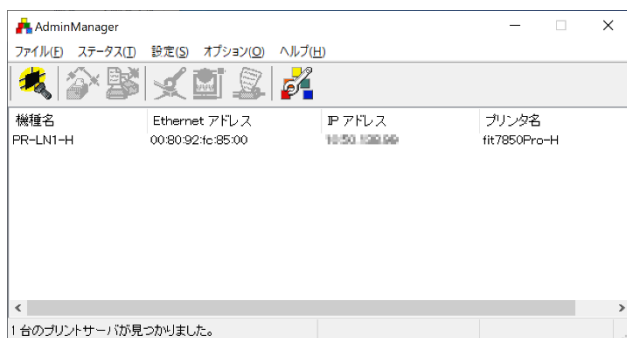 AdminManager
ファイル(F) ステータス(T) 設定(S) オプション(O) ヘルプ(H)
機種名 Ethernet アドレス IP アドレス プリンタ名
PR-LN1-H 00:80:92:fc:85:00 fit7850Pro-H
1 台のプリントサーバが見つかりました。